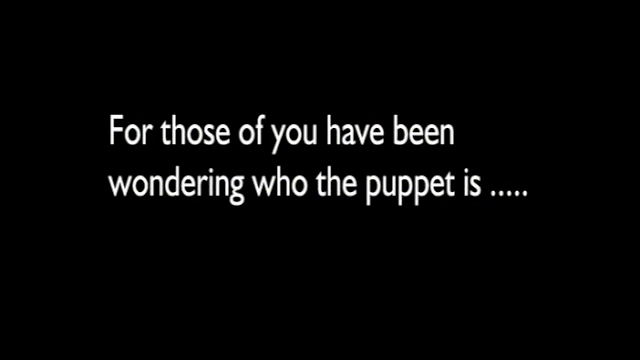 For those of you have been
wondering who the puppet is .....